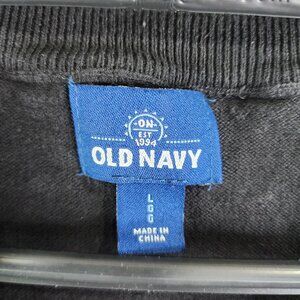 ON
EST
1994
OLD NAVY
L
G
G
MADE IN
CHINA